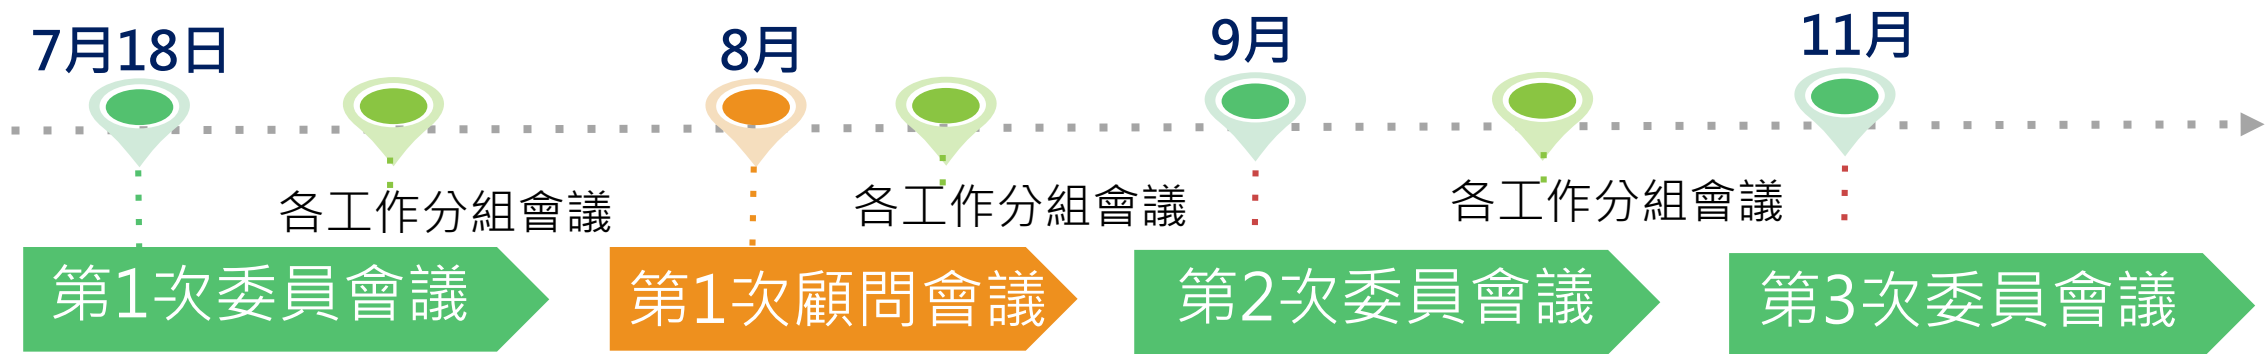 7月18日
8月
9月
11月
各工作分組會議
各工作分組會議
各工作分組會議
第1次委員會議
第1次顧問會議
第2次委員會議
第3次委員會議